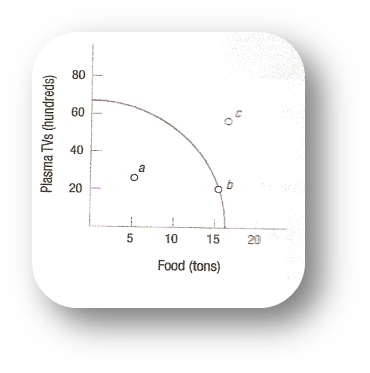 Plasma TVs (hundreds)
80
60
40
20
a
b
c
5 10 15 20
Food (tons)